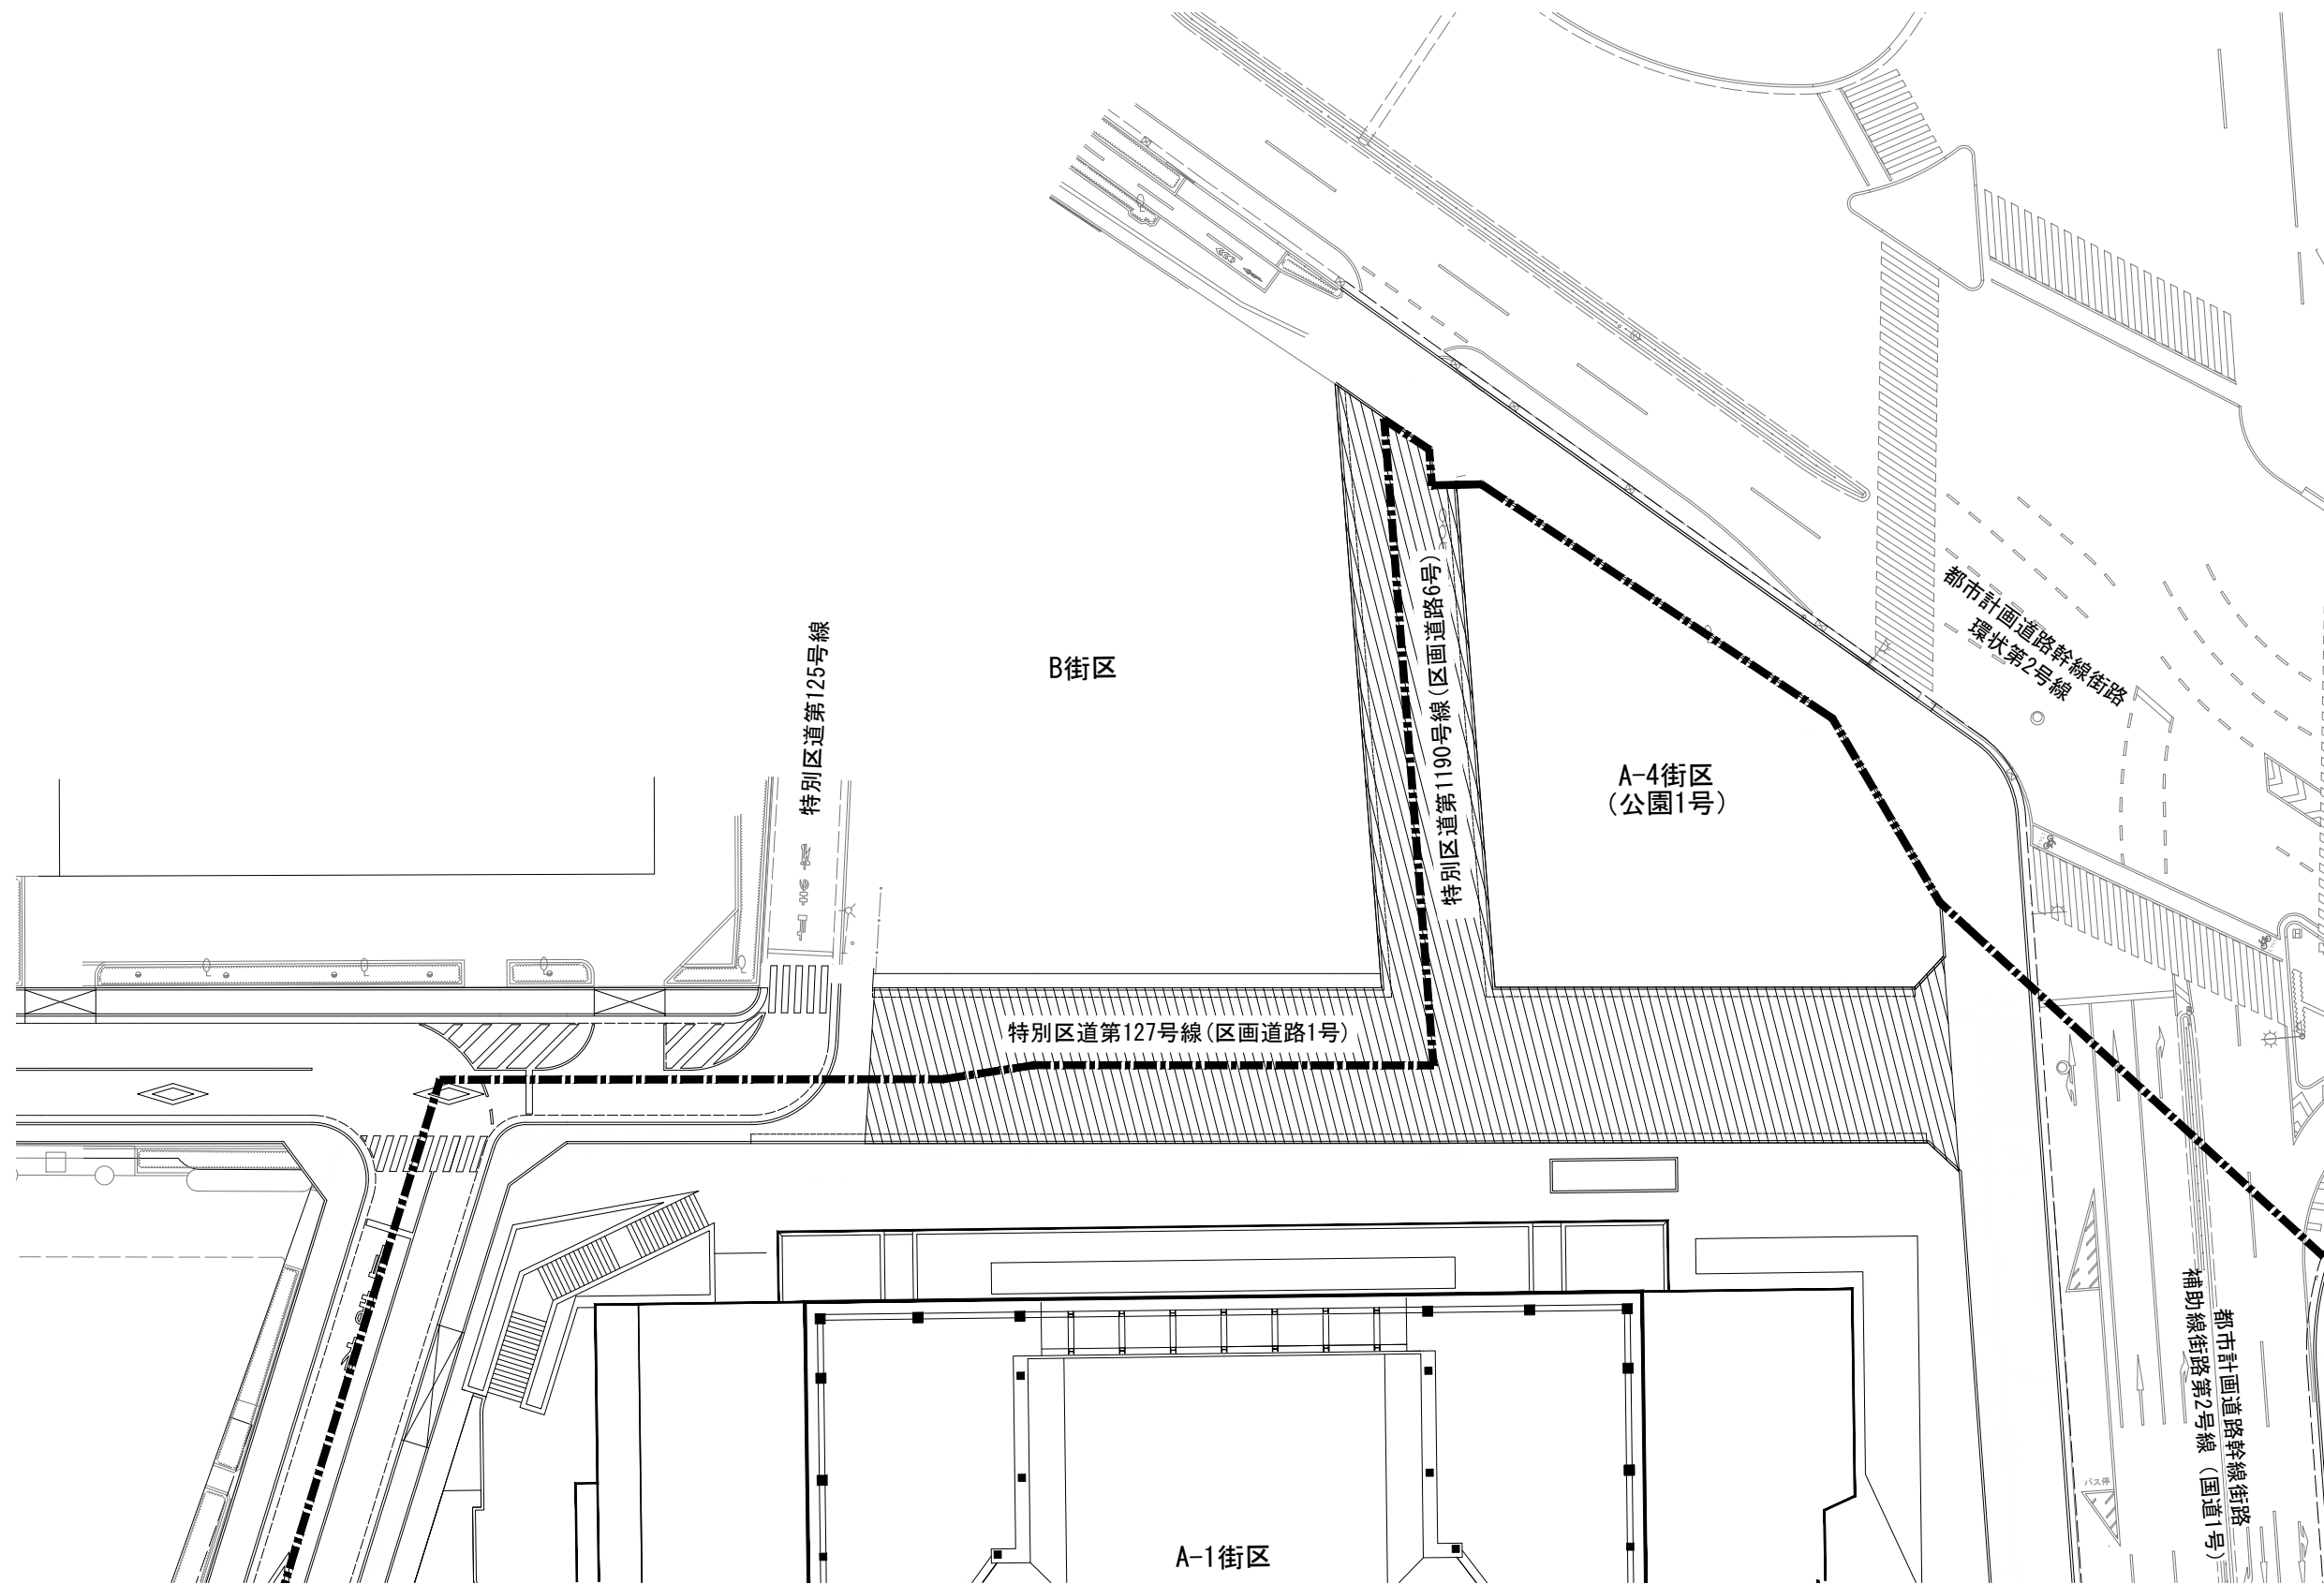 都市計画道路幹線街路
環状第2号線
特別区道第125号線
B街区
特別区道第1190号線(区画道路6号)
A-4街区
(公園1号)
特別区道第127号線(区画道路1号)
都市計画道路幹線街路
補助線街路第2号線 (国道1号)
バス停
A-1街区